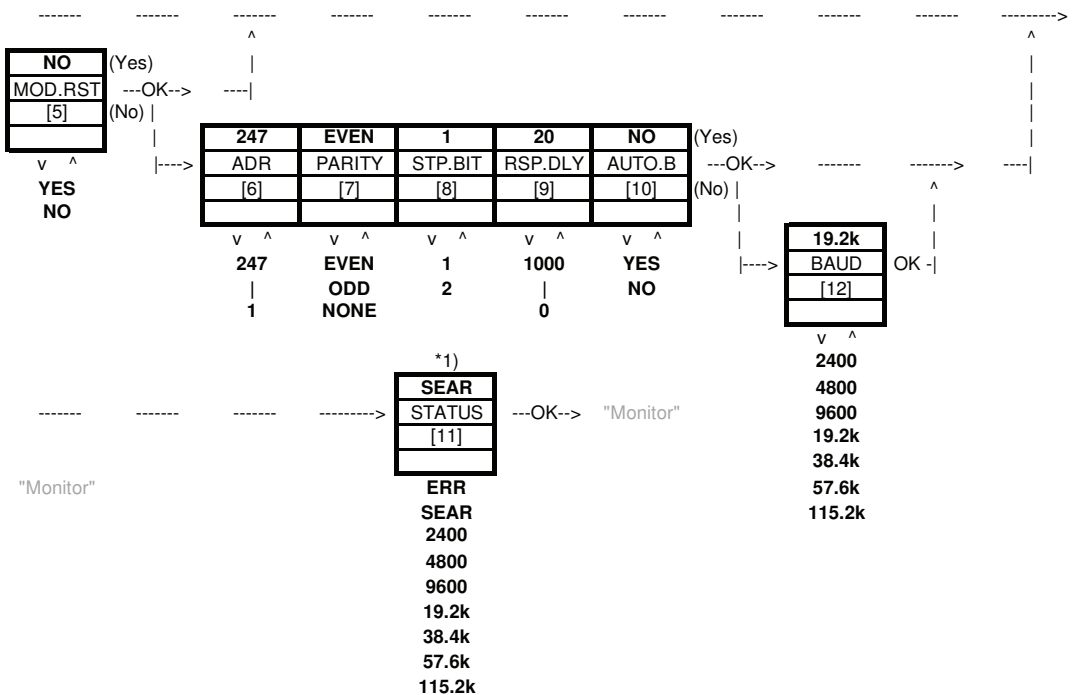 ------- ------- ------- ------- ------- ------- ------- ------- ------- ------- --------->
^ ^
NO (Yes) | |
MOD.RST ---OK--> ----| |
[5] (No) | |
| 247 EVEN 1 20 NO (Yes) |
v ^ |----> ADR PARITY STP.BIT RSP.DLY AUTO.B ---OK--> ------- -------> ----|
YES [6] [7] [8] [9] [10] (No) | ^
NO | |
v ^ v ^ v ^ v ^ v ^ | 19.2k |
247 EVEN 1 1000 YES |----> BAUD OK -|
| ODD 2 | NO [12]
1 NONE 0
v ^
*1) 2400
SEAR 4800
------- ------- ------- ---------> STATUS ---OK--> "Monitor" 9600
[11] 19.2k
38.4k
"Monitor" ERR 57.6k
SEAR 115.2k
2400
4800
9600
19.2k
38.4k
57.6k
115.2k